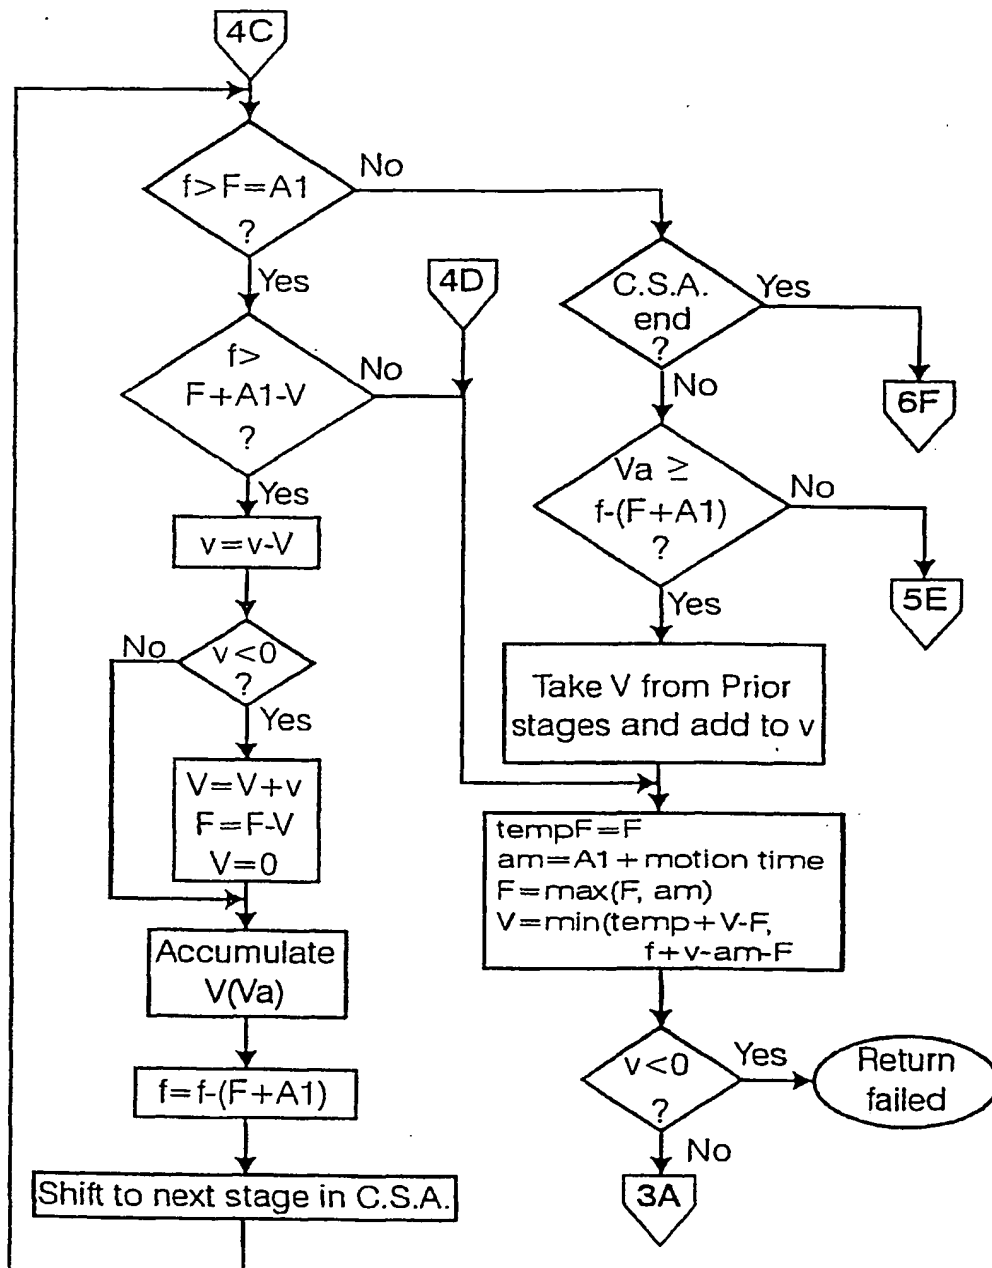 4C
f>F=A1
?
No
Yes
4D
f>
F+A1-V
?
No
Yes
v=v-V
v<0
?
No
Yes
V=V+v
F=F-V
V=0
Accumulate
V(Va)
f=f-(F+A1)
Shift to next stage in C.S.A.
C.S.A.
end
?
Yes
No
6F
Va ≥
f-(F+A1)
?
No
Yes
5E
Take V from Prior
stages and add to v
tempF=F
am=A1+motion time
F=max(F, am)
V=min(temp+V-F,
f+v-am-F
v<0
?
Yes
No
Return
failed
3A